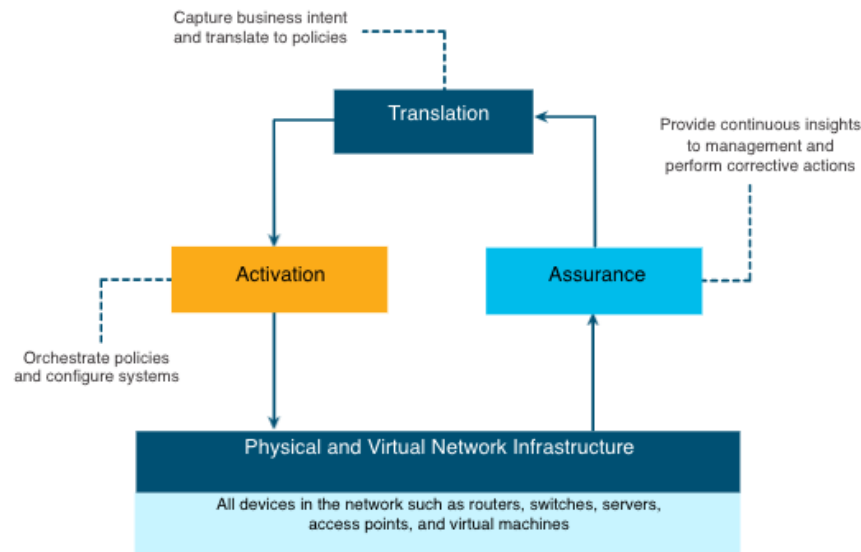 Capture business intent
and translate to policies
Translation
Provide continuous insights
to management and
perform corrective actions
Activation
Assurance
Orchestrate policies
and configure systems
Physical and Virtual Network Infrastructure
All devices in the network such as routers, switches, servers,
access points, and virtual machines